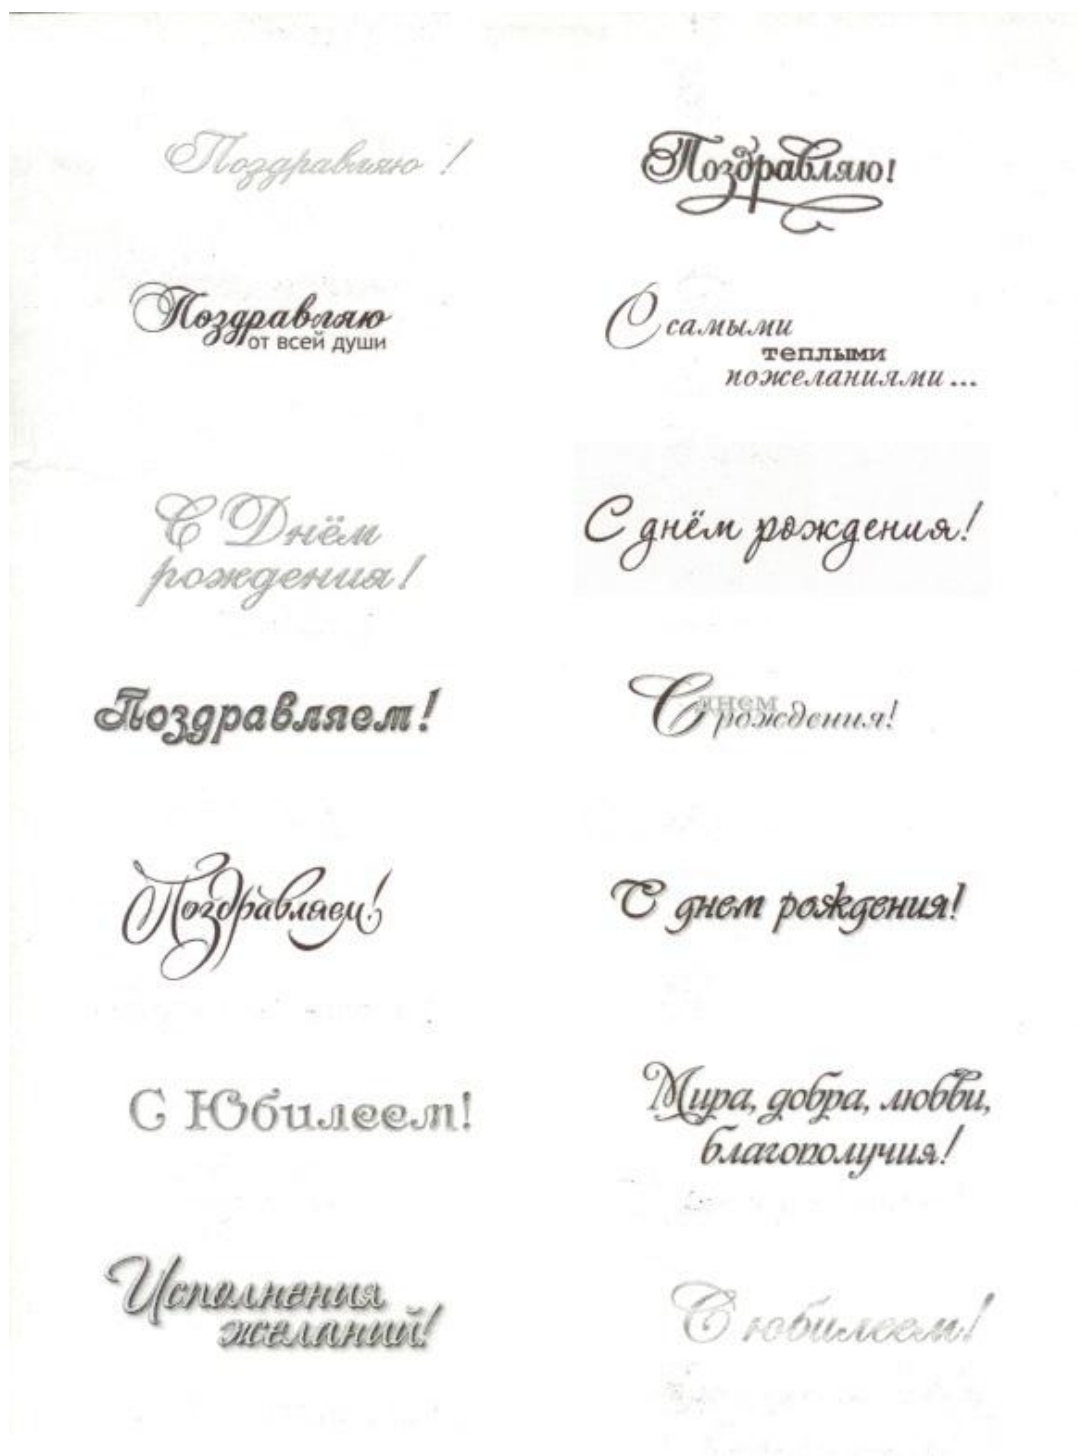 Поздравляю !
Поздравляю!
Поздравляю
от всей души
С самыми
теплыми
пожеланиями...
С Днём
рождения!
С днём рождения!
Поздравляем!
С днем
рождения!
Поздравляем!
С днем рождения!
С Юбилеем!
Мира, добра, любви,
благополучия!
Исполнения
желаний!
С юбилеем!